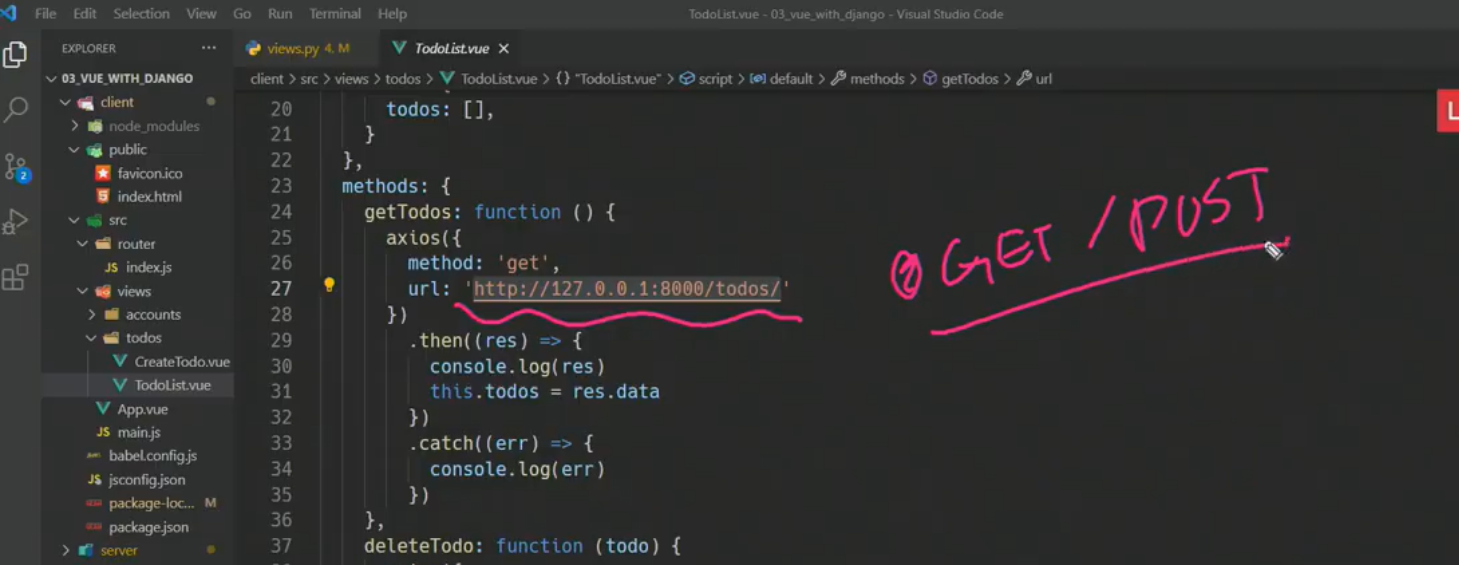 File Edit Selection View Go Run Terminal Help TodoList.vue - 03_vue_with_django - Visual Studio Code
EXPLORER ...
views.py 4, M TodoList.vue
client > src > views > todos > TodoList.vue > {} "TodoList.vue" > script > default > methods > getTodos > url
03_VUE_WITH_DJANGO
client
node_modules
public
favicon.ico
index.html
src
router
JS index.js
views
accounts
todos
CreateTodo.vue
TodoList.vue
App.vue
JS main.js
babel.config.js
JS jsconfig.json
package-loc... M
package.json
server
2
20 todos: [],
21 }
22 },
23 methods: {
24 getTodos: function () {
25 axios({
26 method: 'get',
27 url: 'http://127.0.0.1:8000/todos/'
28 })
29 .then((res) => {
30 console.log(res)
31 this.todos = res.data
32 })
33 .catch((err) => {
34 console.log(err)
35 })
36 },
37 deleteTodo: function (todo) {
GET / POST
L